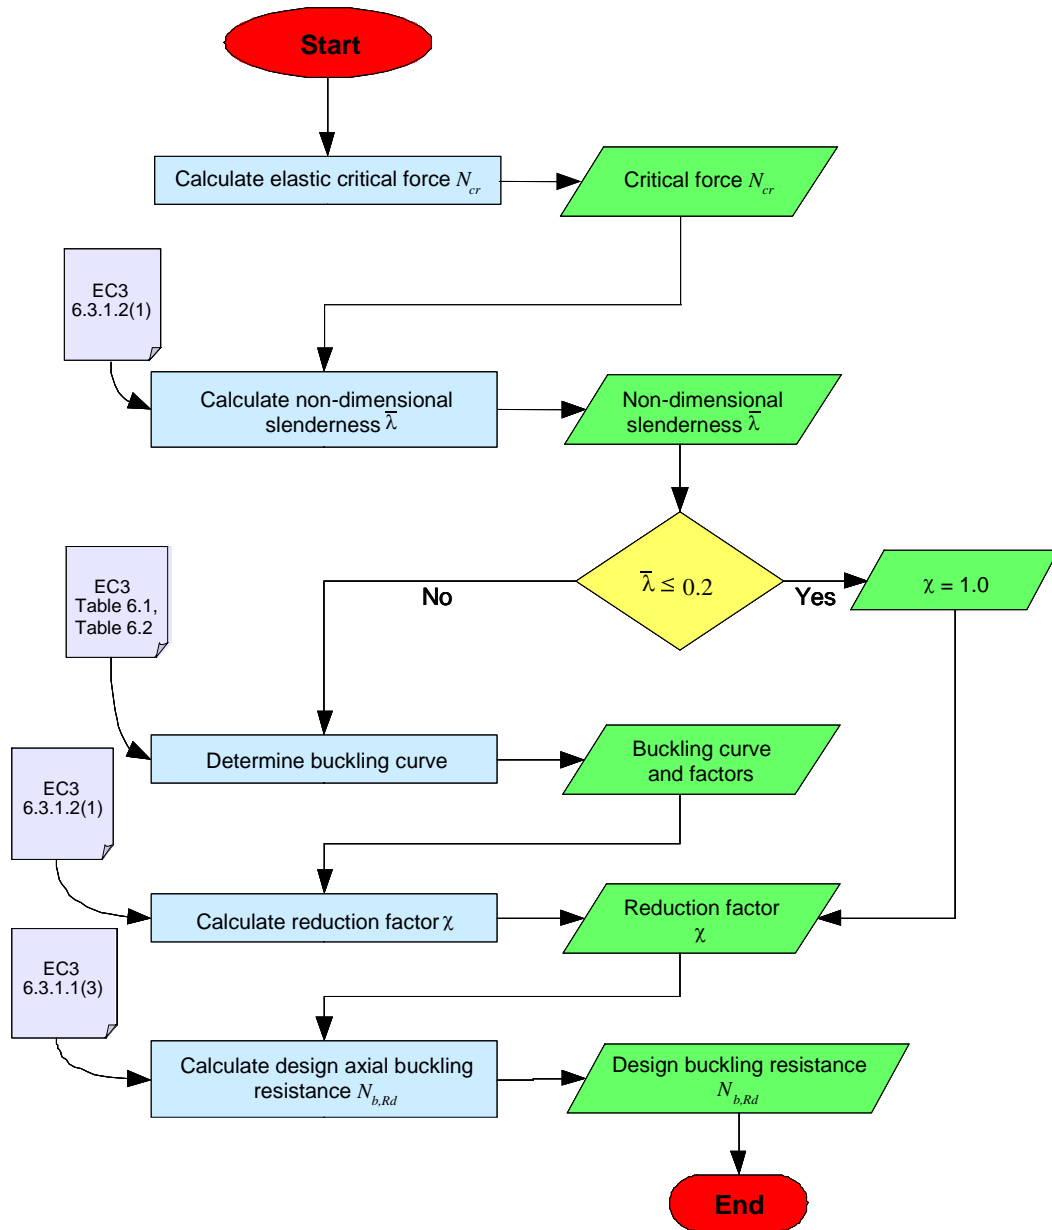 Start
Calculate elastic critical force N_cr
Critical force N_cr
EC3
6.3.1.2(1)
Calculate non-dimensional
slenderness λ̅
Non-dimensional
slenderness λ̅
λ̅ ≤ 0.2
No
Yes
χ = 1.0
EC3
Table 6.1,
Table 6.2
Determine buckling curve
Buckling curve
and factors
EC3
6.3.1.2(1)
Calculate reduction factor χ
Reduction factor
χ
EC3
6.3.1.1(3)
Calculate design axial buckling
resistance N_b,Rd
Design buckling resistance
N_b,Rd
End